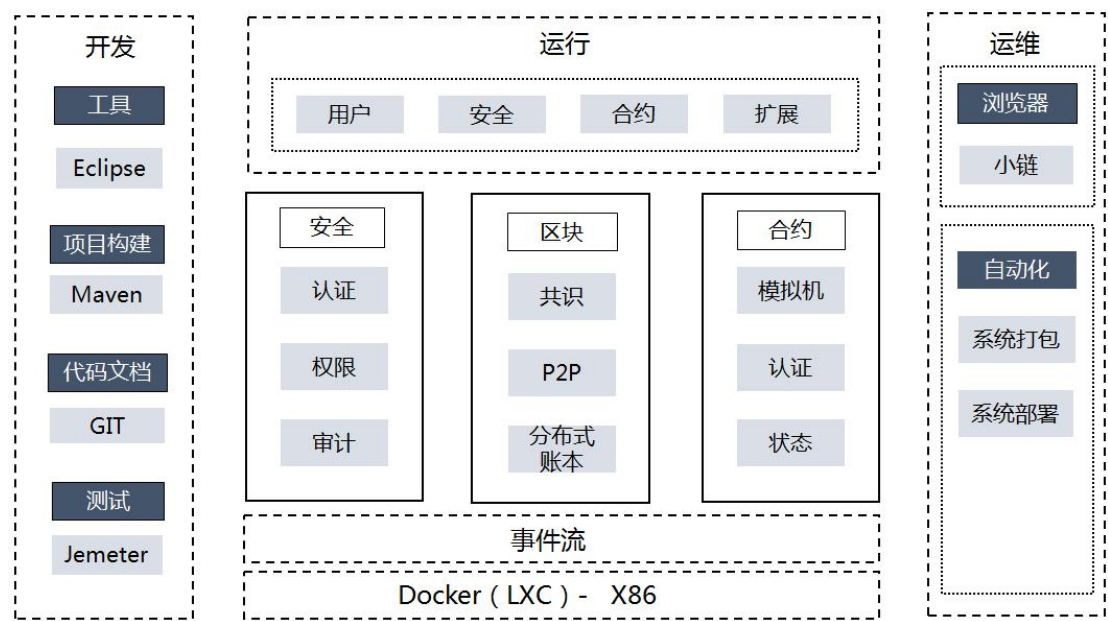 开发
工具
Eclipse
项目构建
Maven
代码文档
GIT
测试
Jemeter
运行
用户
安全
合约
扩展
安全
认证
权限
审计
区块
共识
P2P
分布式
账本
合约
模拟机
认证
状态
事件流
Docker（LXC）- X86
运维
浏览器
小链
自动化
系统打包
系统部署